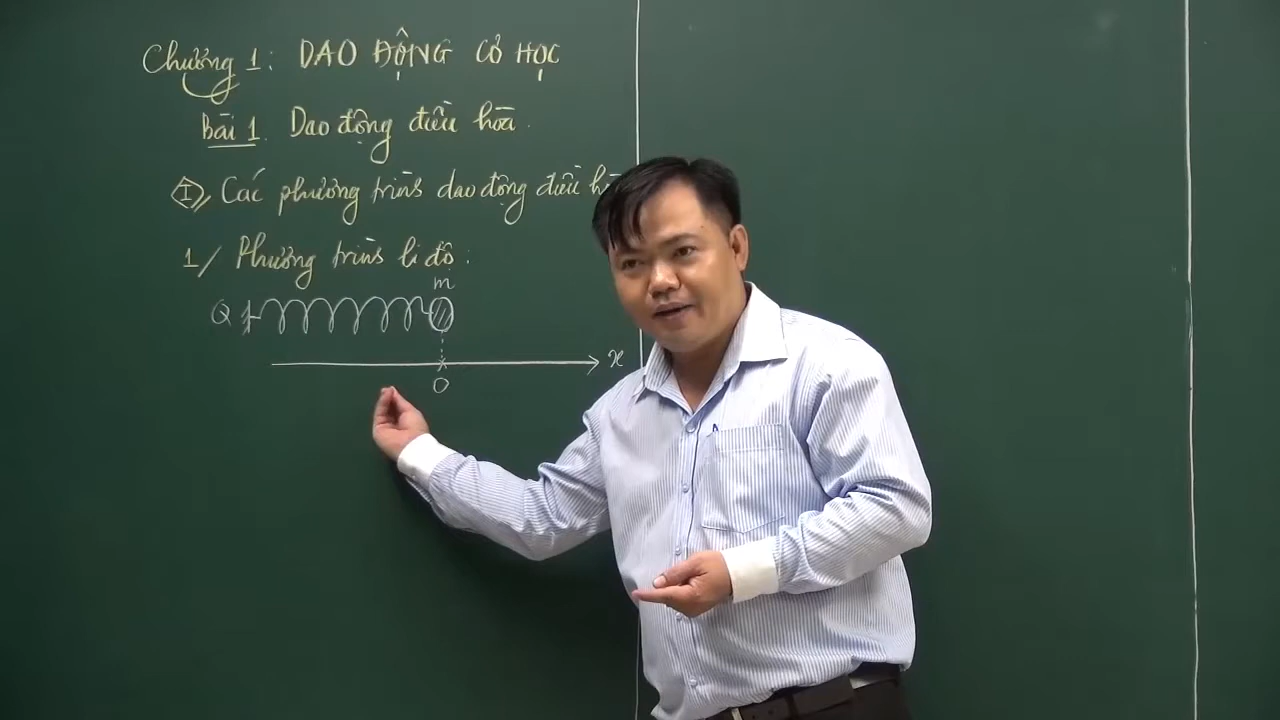 Chương 1: DAO ĐỘNG CƠ HỌC
Bài 1. Dao động điều hòa.
I Các phương trình dao động điều h
1/ Phương trình li độ:
m
Q
x
O